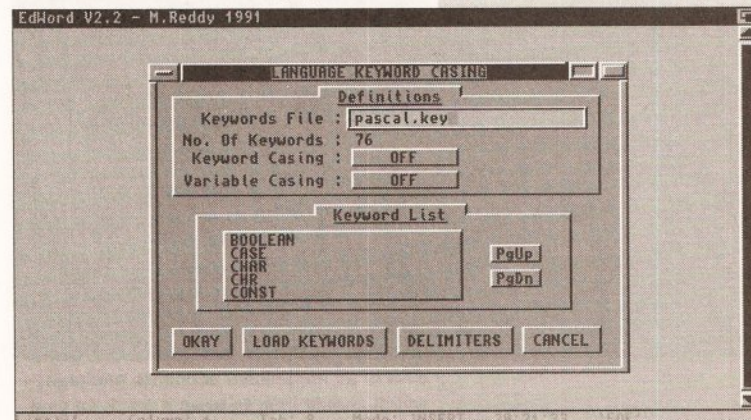 EdWord V2.2 - M.Reddy 1991
LANGUAGE KEYWORD CASING
Definitions
Keywords File : pascal.key
No. Of Keywords : 76
Keyword Casing : OFF
Variable Casing : OFF
Keyword List
BOOLEAN
CASE
CHAR
CHR
CONST
PgUp
PgDn
OKAY LOAD KEYWORDS DELIMITERS CANCEL